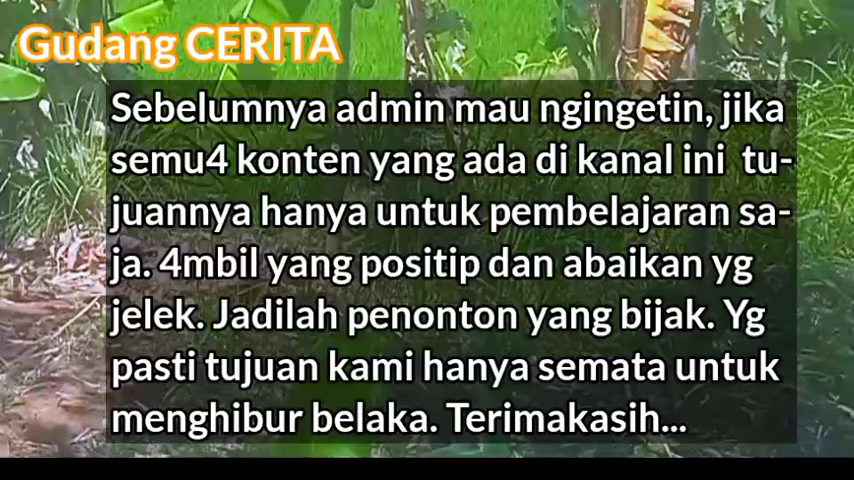 Gudang CERITA
Sebelumnya admin mau ngingetin, jika
semu4 konten yang ada di kanal ini tu-
juannya hanya untuk pembelajaran sa-
ja. 4mbil yang positip dan abaikan yg
jelek. Jadilah penonton yang bijak. Yg
pasti tujuan kami hanya semata untuk
menghibur belaka. Terimakasih...